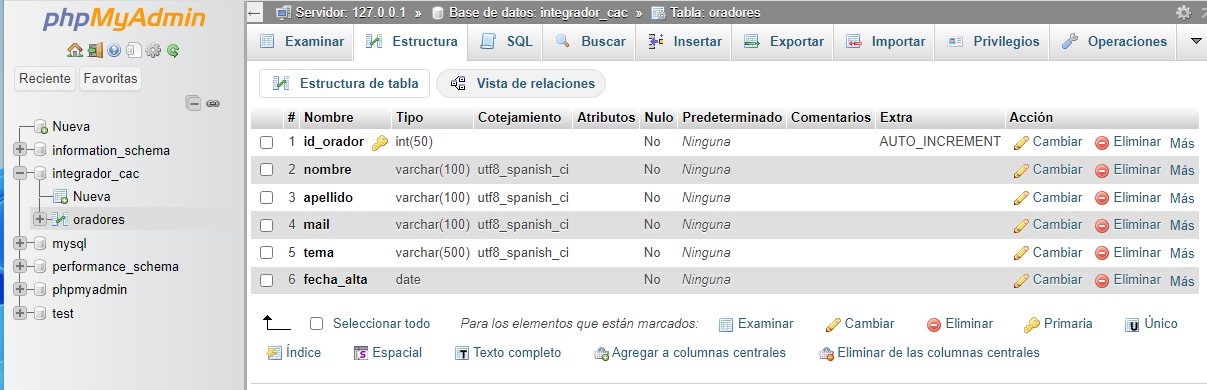 phpMyAdmin
Reciente Favoritas
Nueva
information_schema
integrador_cac
Nueva
oradores
mysql
performance_schema
phpmyadmin
test
Servidor: 127.0.0.1 » Base de datos: integrador_cac » Tabla: oradores
Examinar Estructura SQL Buscar Insertar Exportar Importar Privilegios Operaciones
Estructura de tabla Vista de relaciones
# Nombre Tipo Cotejamiento Atributos Nulo Predeterminado Comentarios Extra Acción
1 id_orador int(50) No Ninguna AUTO_INCREMENT Cambiar Eliminar Más
2 nombre varchar(100) utf8_spanish_ci No Ninguna Cambiar Eliminar Más
3 apellido varchar(100) utf8_spanish_ci No Ninguna Cambiar Eliminar Más
4 mail varchar(100) utf8_spanish_ci No Ninguna Cambiar Eliminar Más
5 tema varchar(500) utf8_spanish_ci No Ninguna Cambiar Eliminar Más
6 fecha_alta date No Ninguna Cambiar Eliminar Más
Seleccionar todo Para los elementos que están marcados: Examinar Cambiar Eliminar Primaria Único
Índice Espacial Texto completo Agregar a columnas centrales Eliminar de las columnas centrales